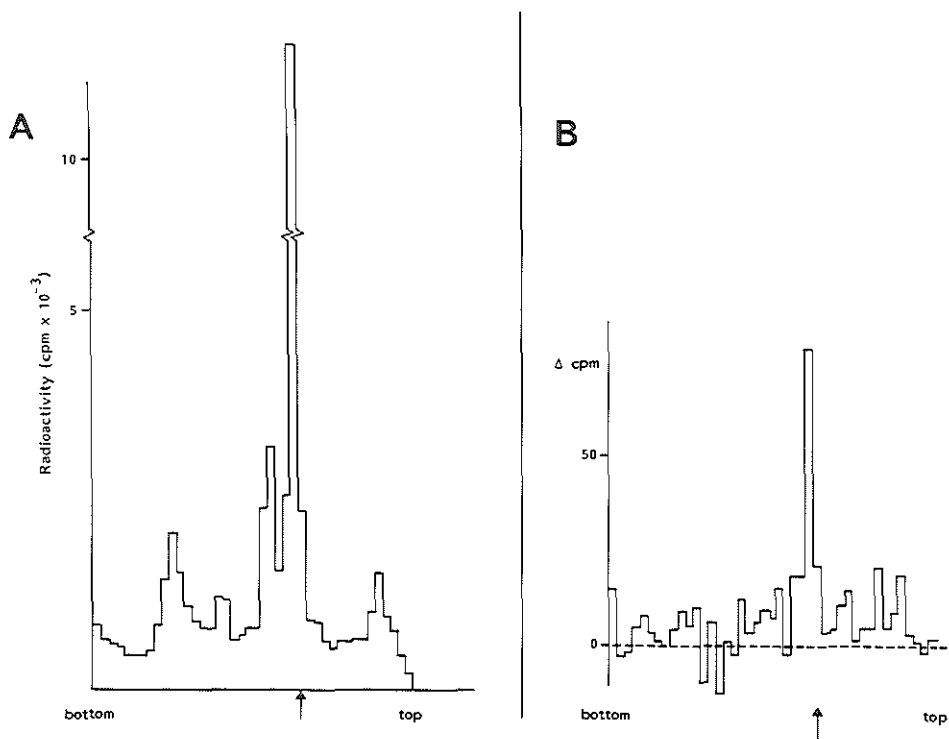 A
10
5
Radioactivity (cpm x 10⁻³)
bottom
top
B
Δ cpm
50
0
bottom
top